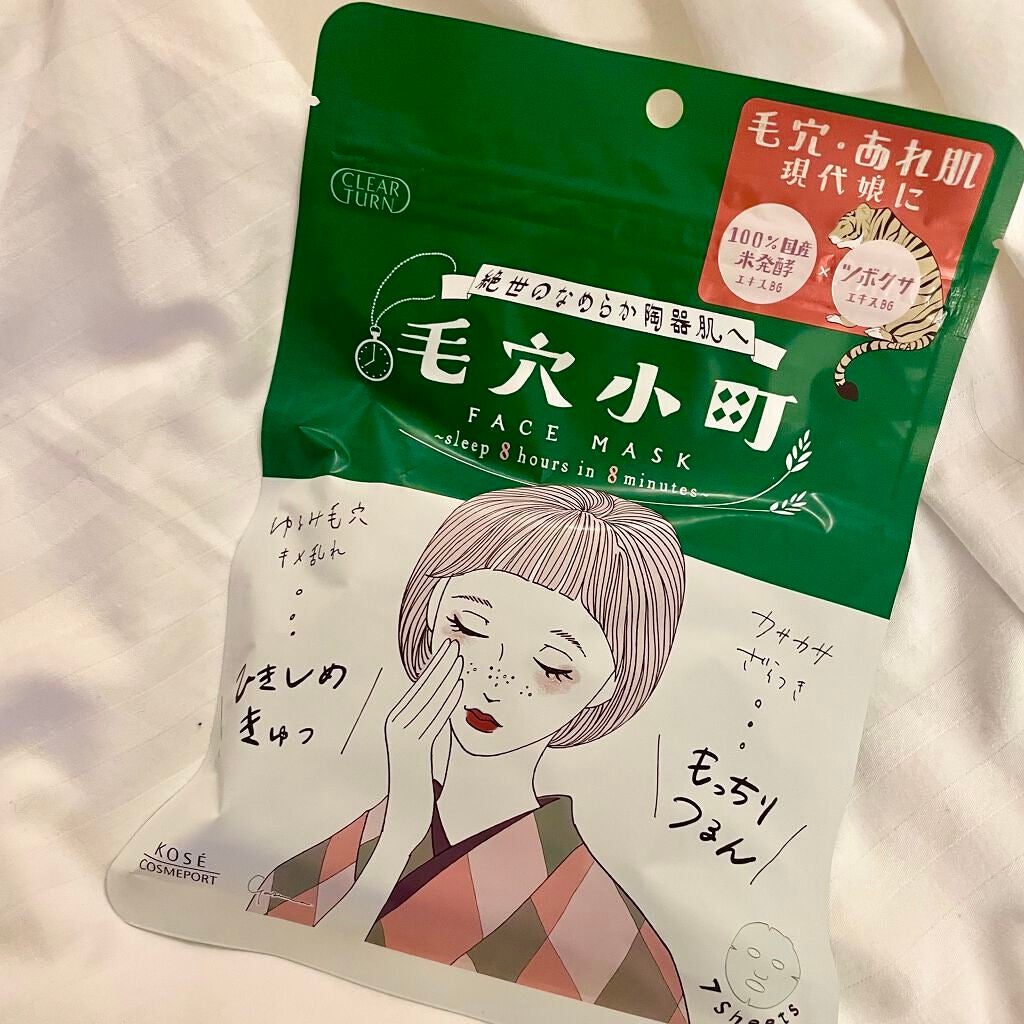 CLEAR
TURN
毛穴・あれ肌
現代娘に
100%国産
米発酵
エキスBG
×
ツボクサ
エキスBG
CICA
絶世のなめらか陶器肌へ
毛穴小町
FACE MASK
~sleep 8 hours in 8 minutes~
ゆるみ毛穴
キメ乱れ
ひきしめ
きゅっ
カサカサ
ざらつき
もっちり
つるん
KOSÉ
COSMEPORT
7 sheets